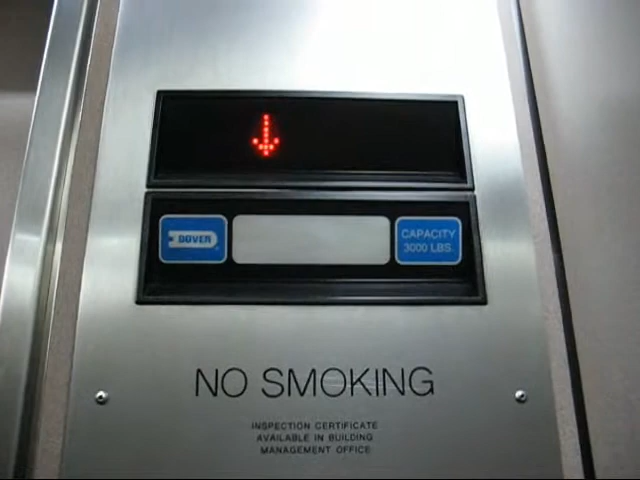 DOVER
CAPACITY
3000 LBS.
NO SMOKING
INSPECTION CERTIFICATE
AVAILABLE IN BUILDING
MANAGEMENT OFFICE